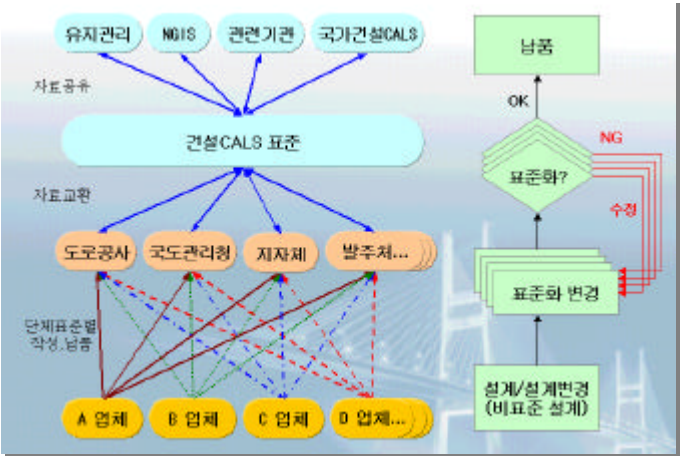 유지관리
NGIS
관련기관
국가건설CALS
자료공유
건설CALS 표준
자료교환
도로공사
국도관리청
지자체
발주처...
단체표준별
작성,납품
A 업체
B 업체
C 업체
D 업체...
납품
OK
NG
표준화?
수정
표준화 변경
설계/설계변경
(비표준 설계)